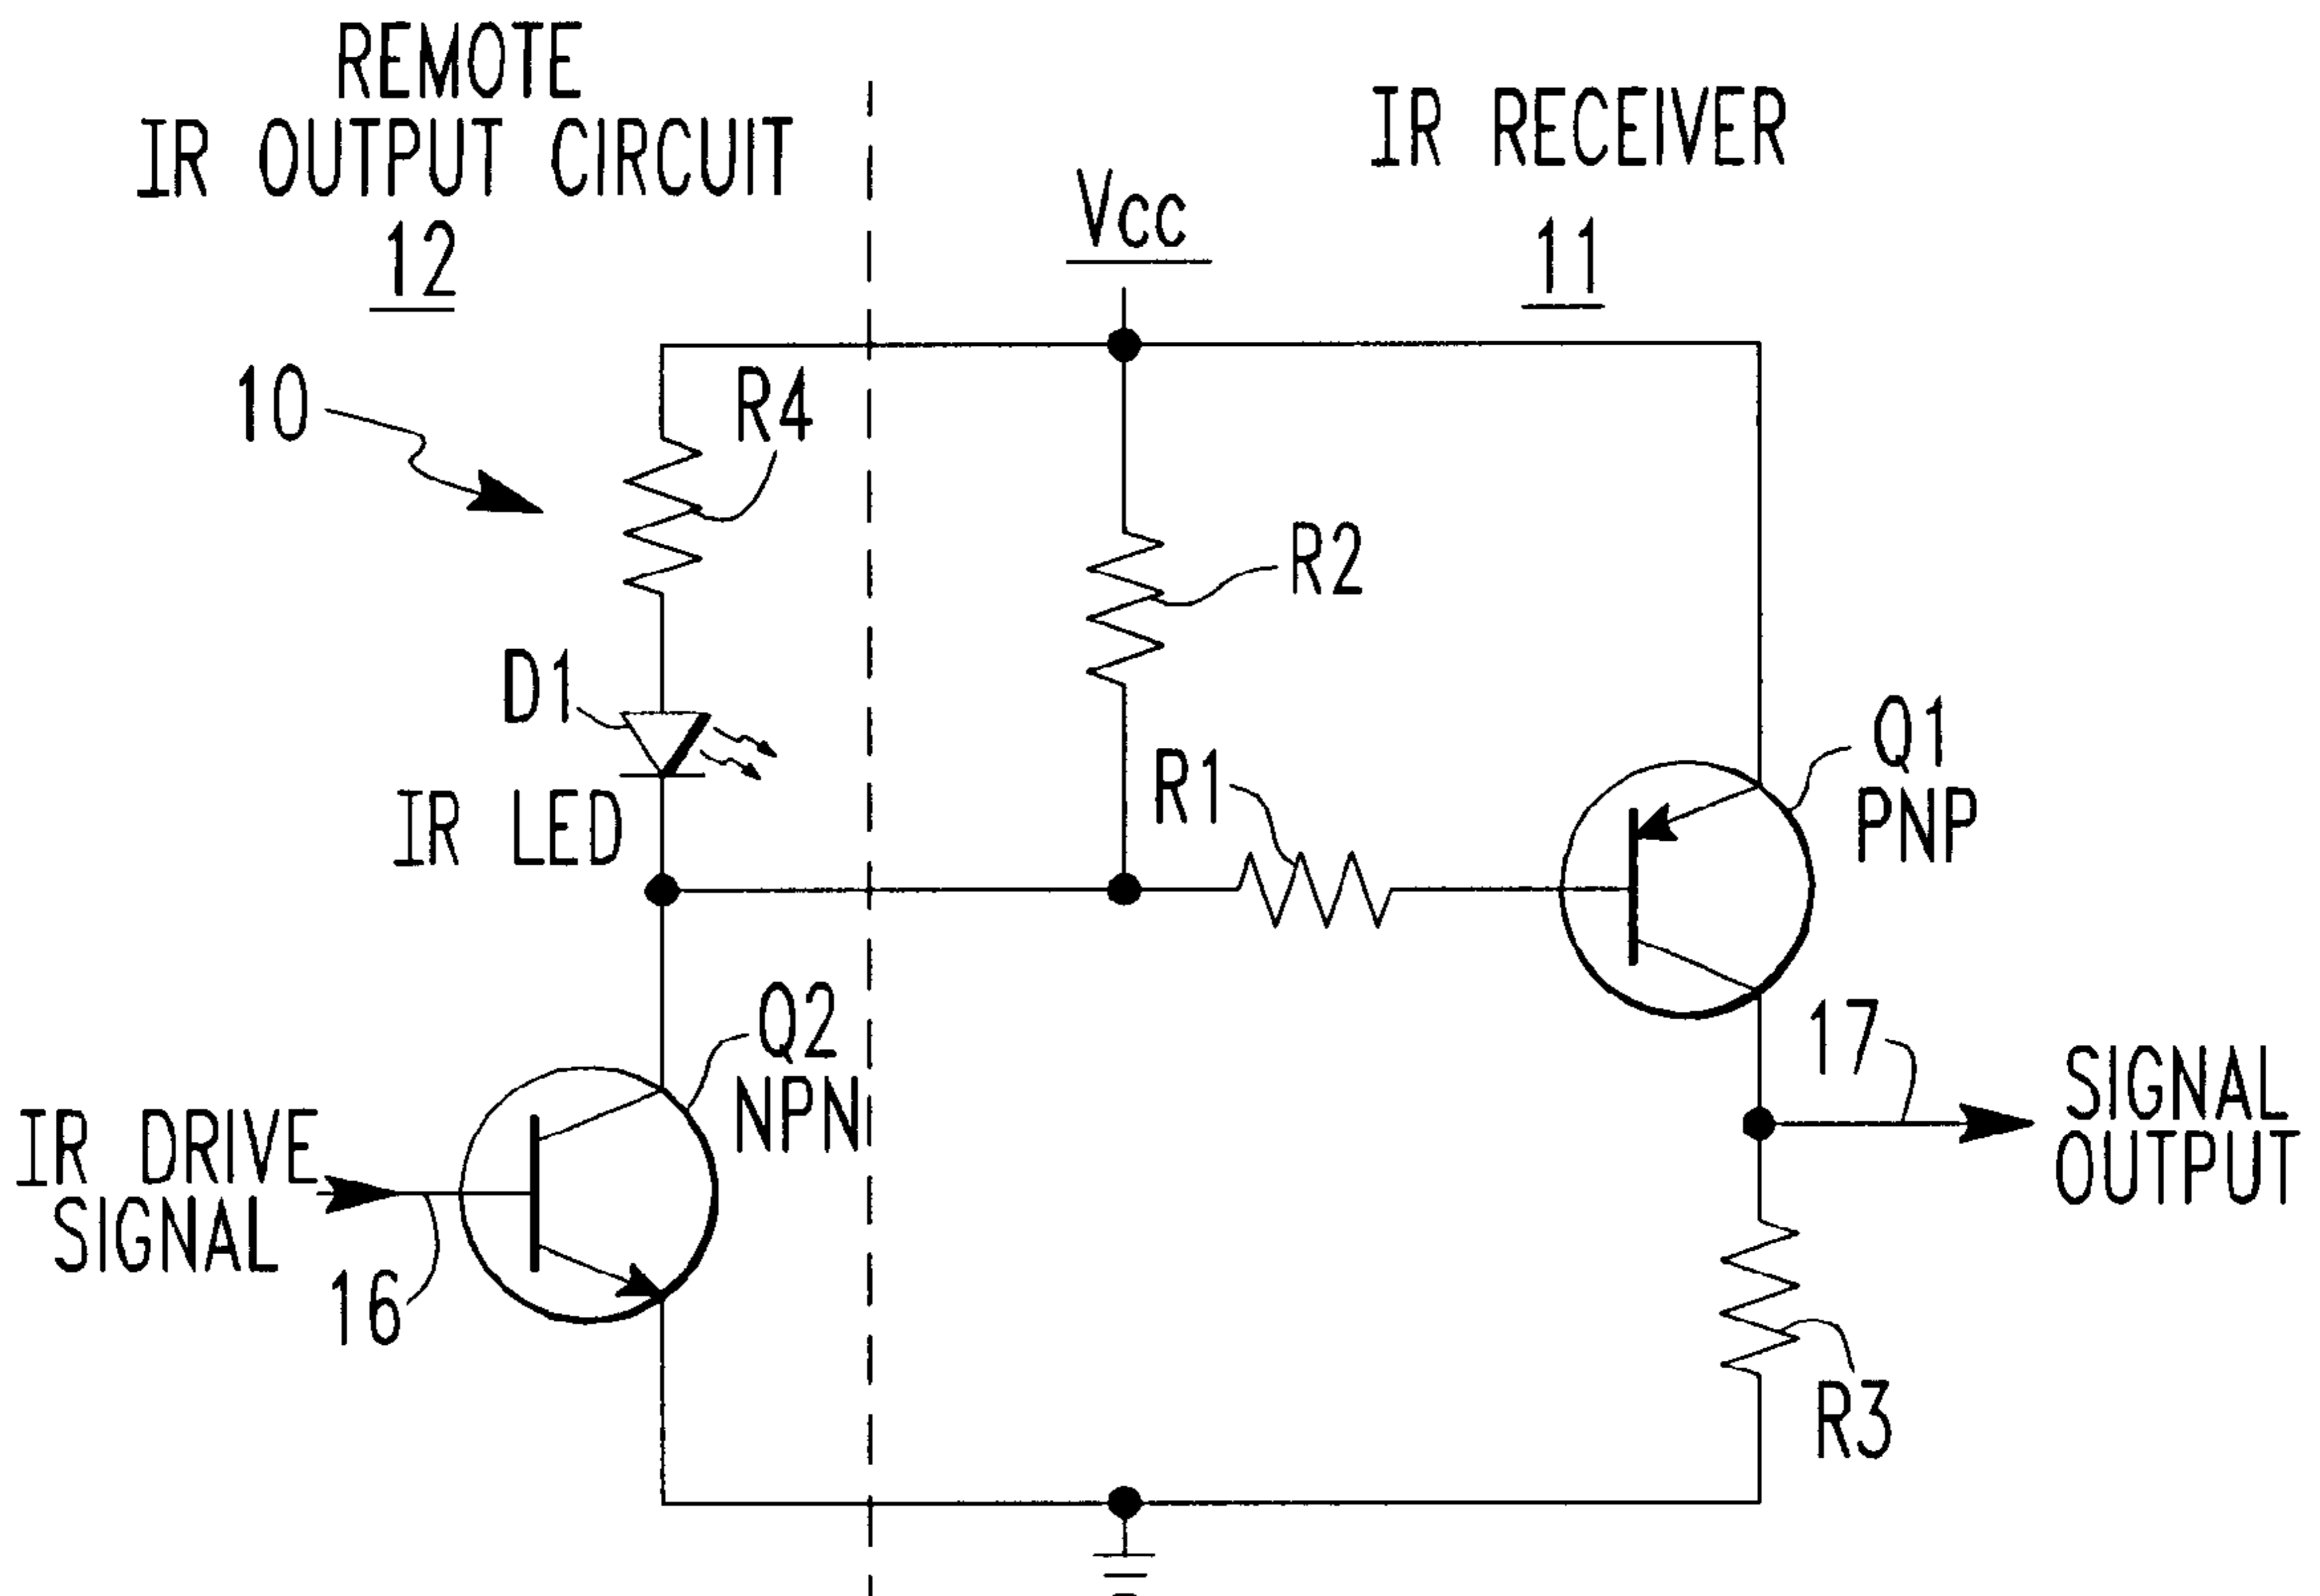 REMOTE
IR OUTPUT CIRCUIT
12
IR RECEIVER
11
Vcc
10
R4
R2
D1
IR LED
R1
Q1
PNP
Q2
NPN
17
SIGNAL
OUTPUT
IR DRIVE
SIGNAL
16
R3